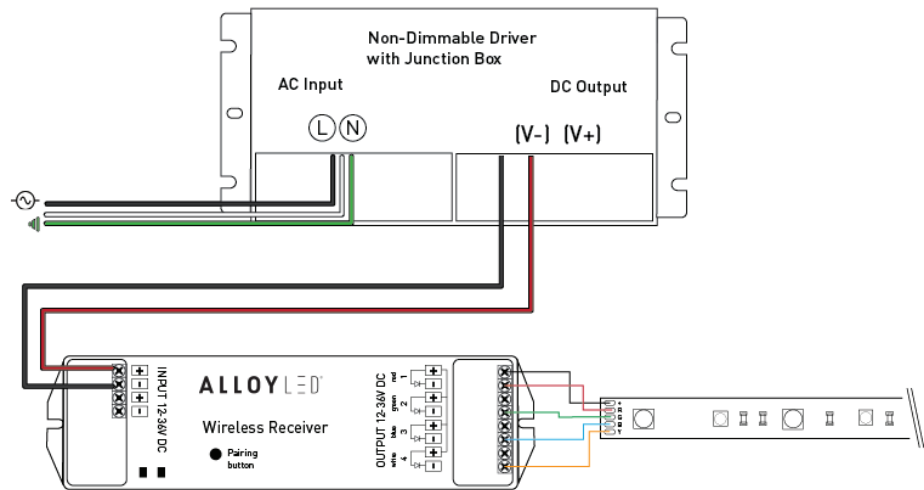 Non-Dimmable Driver
with Junction Box
AC Input
DC Output
L N
(V-) (V+)
INPUT 12-36V DC
+
-
+
-
ALLOYLED®
Wireless Receiver
Pairing
button
OUTPUT 12-36V DC
red 1 + -
green 2 + -
blue 3 + -
white 4 + -
+
R
G
B